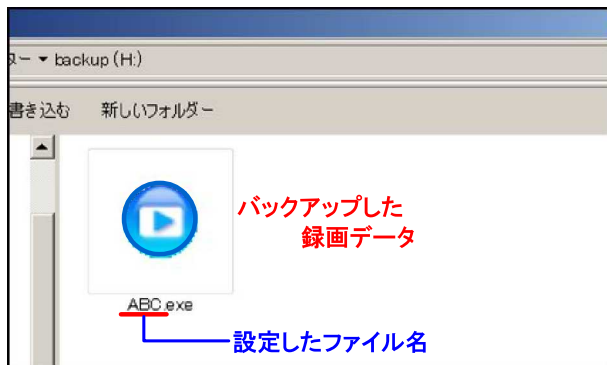 ター ▼ backup (H:)
書き込む 新しいフォルダー
バックアップした
録画データ
ABC.exe
設定したファイル名